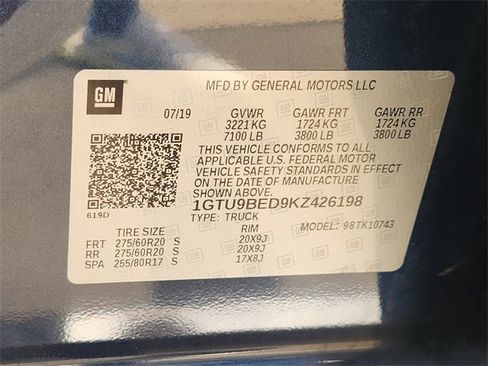 GM
MFD BY GENERAL MOTORS LLC
07/19 GVWR GAWR FRT GAWR RR
3221 KG 1724 KG 1724 KG
7100 LB 3800 LB 3800 LB
THIS VEHICLE CONFORMS TO ALL
APPLICABLE U.S. FEDERAL MOTOR
VEHICLE SAFETY STANDARDS IN EFFECT
ON THE DATE OF MANUFACTURE
SHOWN ABOVE.
1GTU9BED9KZ426198
619D
TYPE: TRUCK MODEL: 98TK10743
TIRE SIZE RIM
FRT 275/60R20 S 20X9J
RR 275/60R20 S 20X9J
SPA 255/80R17 S 17X8J